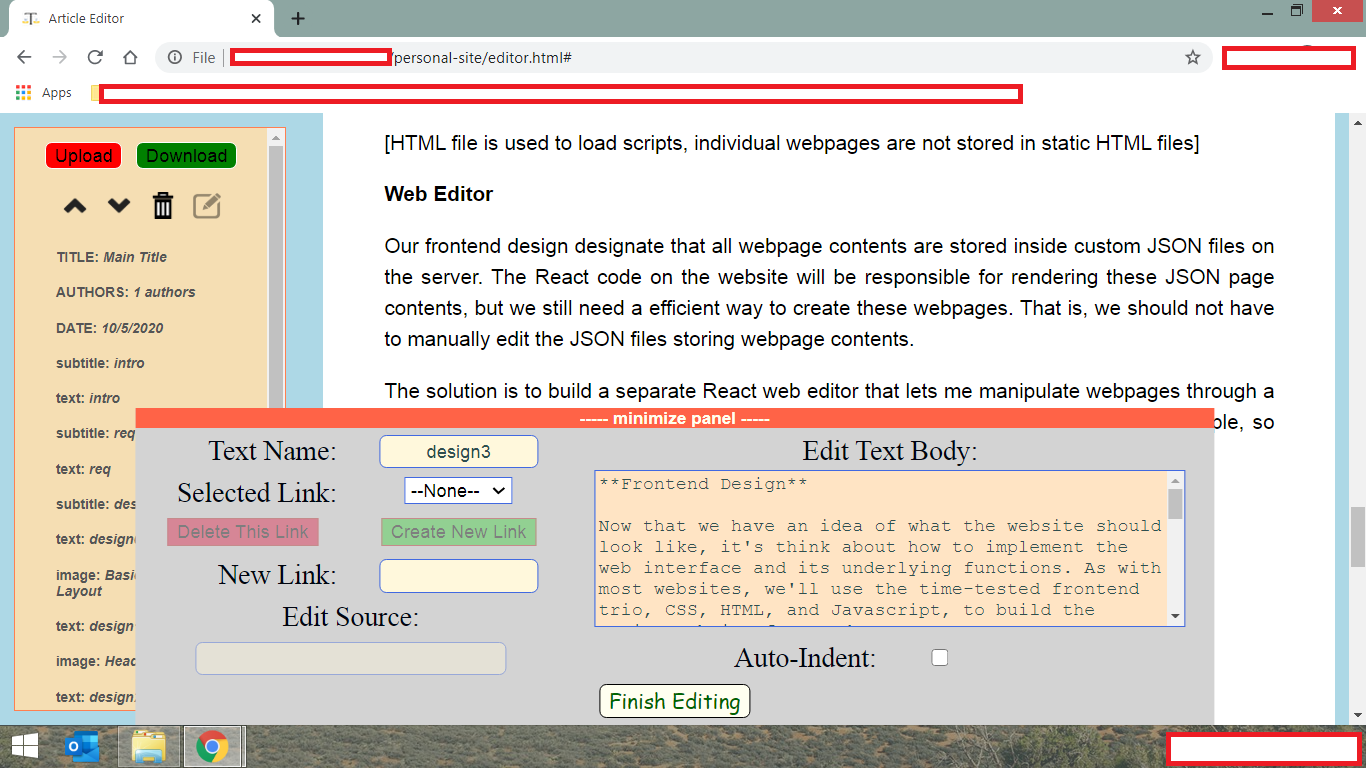 Article Editor
File
/personal-site/editor.html#
Apps
Upload
Download
TITLE: Main Title
AUTHORS: 1 authors
DATE: 10/5/2020
subtitle: intro
text: intro
subtitle: req
text: req
subtitle:
text:
image:
Layout
text:
image:
text:
[HTML file is used to load scripts, individual webpages are not stored in static HTML files]
Web Editor
Our frontend design designate that all webpage contents are stored inside custom JSON files on
the server. The React code on the website will be responsible for rendering these JSON page
contents, but we still need a efficient way to create these webpages. That is, we should not have
to manually edit the JSON files storing webpage contents.
The solution is to build a separate React web editor that lets me manipulate webpages through a
so
----- minimize panel -----
Text Name:
design3
Selected Link:
--None--
Delete This Link
Create New Link
New Link:
Edit Source:
Edit Text Body:
**Frontend Design**
Now that we have an idea of what the website should
look like, it's think about how to implement the
web interface and its underlying functions. As with
most websites, we'll use the time-tested frontend
trio, CSS, HTML, and Javascript, to build the
Auto-Indent:
Finish Editing